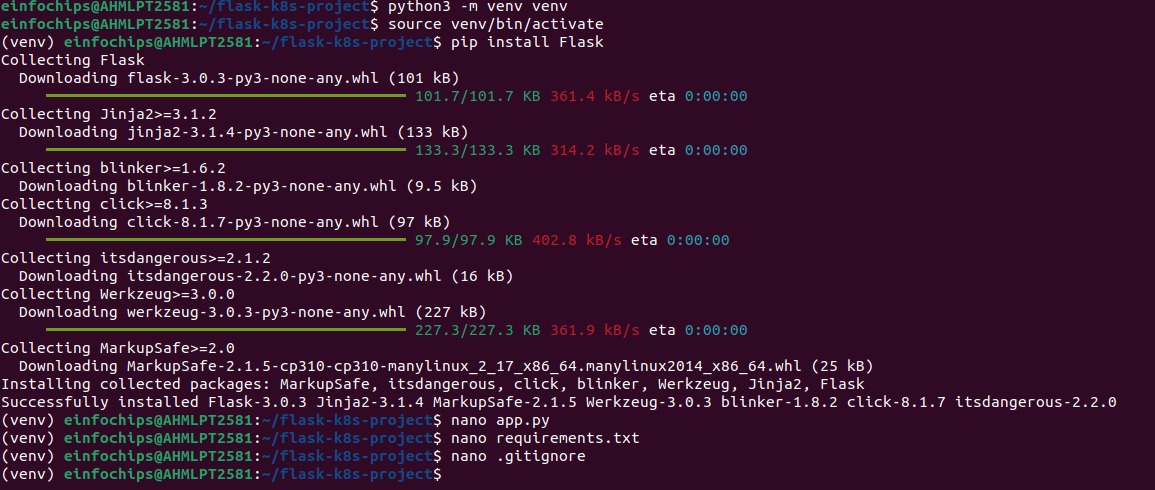 einfochips@AHMLPT2581:~/flask-k8s-project$ python3 -m venv venv
einfochips@AHMLPT2581:~/flask-k8s-project$ source venv/bin/activate
(venv) einfochips@AHMLPT2581:~/flask-k8s-project$ pip install Flask
Collecting Flask
  Downloading flask-3.0.3-py3-none-any.whl (101 kB)
101.7/101.7 KB 361.4 kB/s eta 0:00:00
Collecting Jinja2>=3.1.2
  Downloading jinja2-3.1.4-py3-none-any.whl (133 kB)
133.3/133.3 KB 314.2 kB/s eta 0:00:00
Collecting blinker>=1.6.2
  Downloading blinker-1.8.2-py3-none-any.whl (9.5 kB)
Collecting click>=8.1.3
  Downloading click-8.1.7-py3-none-any.whl (97 kB)
97.9/97.9 KB 402.8 kB/s eta 0:00:00
Collecting itsdangerous>=2.1.2
  Downloading itsdangerous-2.2.0-py3-none-any.whl (16 kB)
Collecting Werkzeug>=3.0.0
  Downloading werkzeug-3.0.3-py3-none-any.whl (227 kB)
227.3/227.3 KB 361.9 kB/s eta 0:00:00
Collecting MarkupSafe>=2.0
  Downloading MarkupSafe-2.1.5-cp310-cp310-manylinux_2_17_x86_64.manylinux2014_x86_64.whl (25 kB)
Installing collected packages: MarkupSafe, itsdangerous, click, blinker, Werkzeug, Jinja2, Flask
Successfully installed Flask-3.0.3 Jinja2-3.1.4 MarkupSafe-2.1.5 Werkzeug-3.0.3 blinker-1.8.2 click-8.1.7 itsdangerous-2.2.0
(venv) einfochips@AHMLPT2581:~/flask-k8s-project$ nano app.py
(venv) einfochips@AHMLPT2581:~/flask-k8s-project$ nano requirements.txt
(venv) einfochips@AHMLPT2581:~/flask-k8s-project$ nano .gitignore
(venv) einfochips@AHMLPT2581:~/flask-k8s-project$